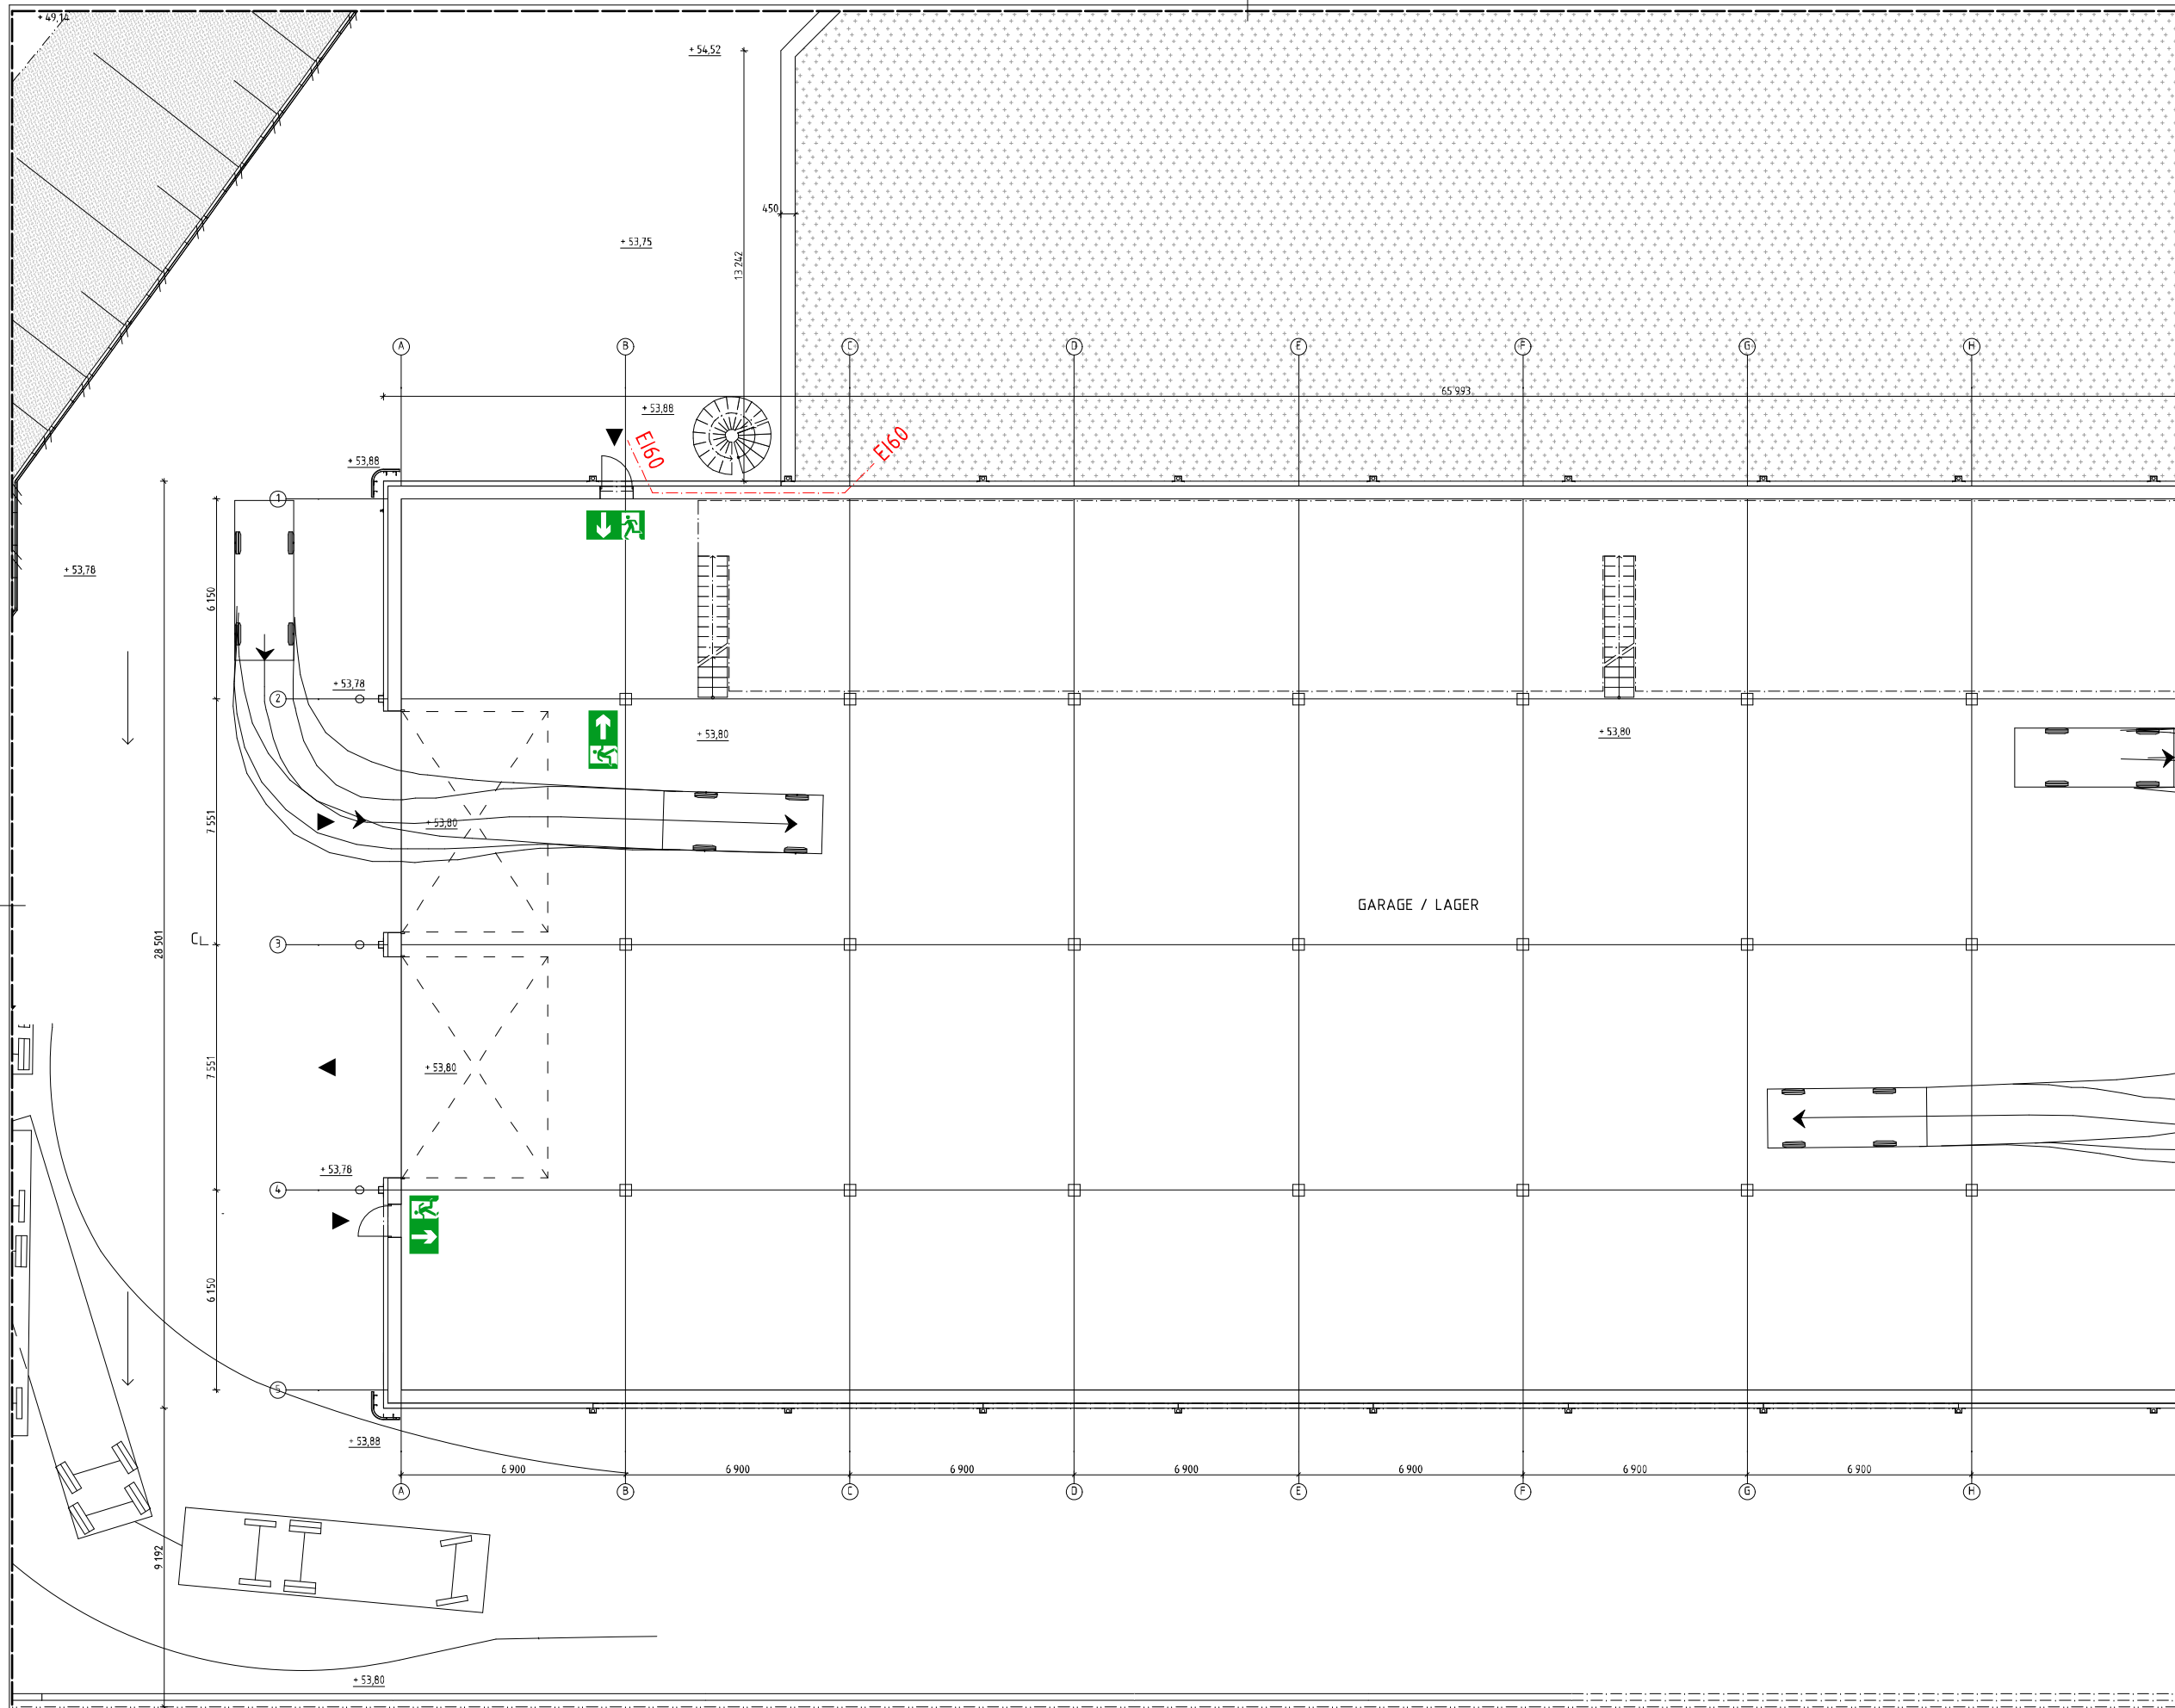 + 49,14
+ 54,52
450
+ 53,75
13 242
A
B
C
D
E
F
G
H
65 993
+ 53,88
EI60
EI60
+ 53,88
1
+ 53,78
6 150
+ 53,78
2
+ 53,80
+ 53,80
7 551
+ 53,80
GARAGE / LAGER
28 501
CL
3
7 551
+ 53,80
+ 53,78
4
6 150
5
+ 53,88
6 900
6 900
6 900
6 900
6 900
6 900
6 900
A
B
C
D
E
F
G
H
9 192
+ 53,80